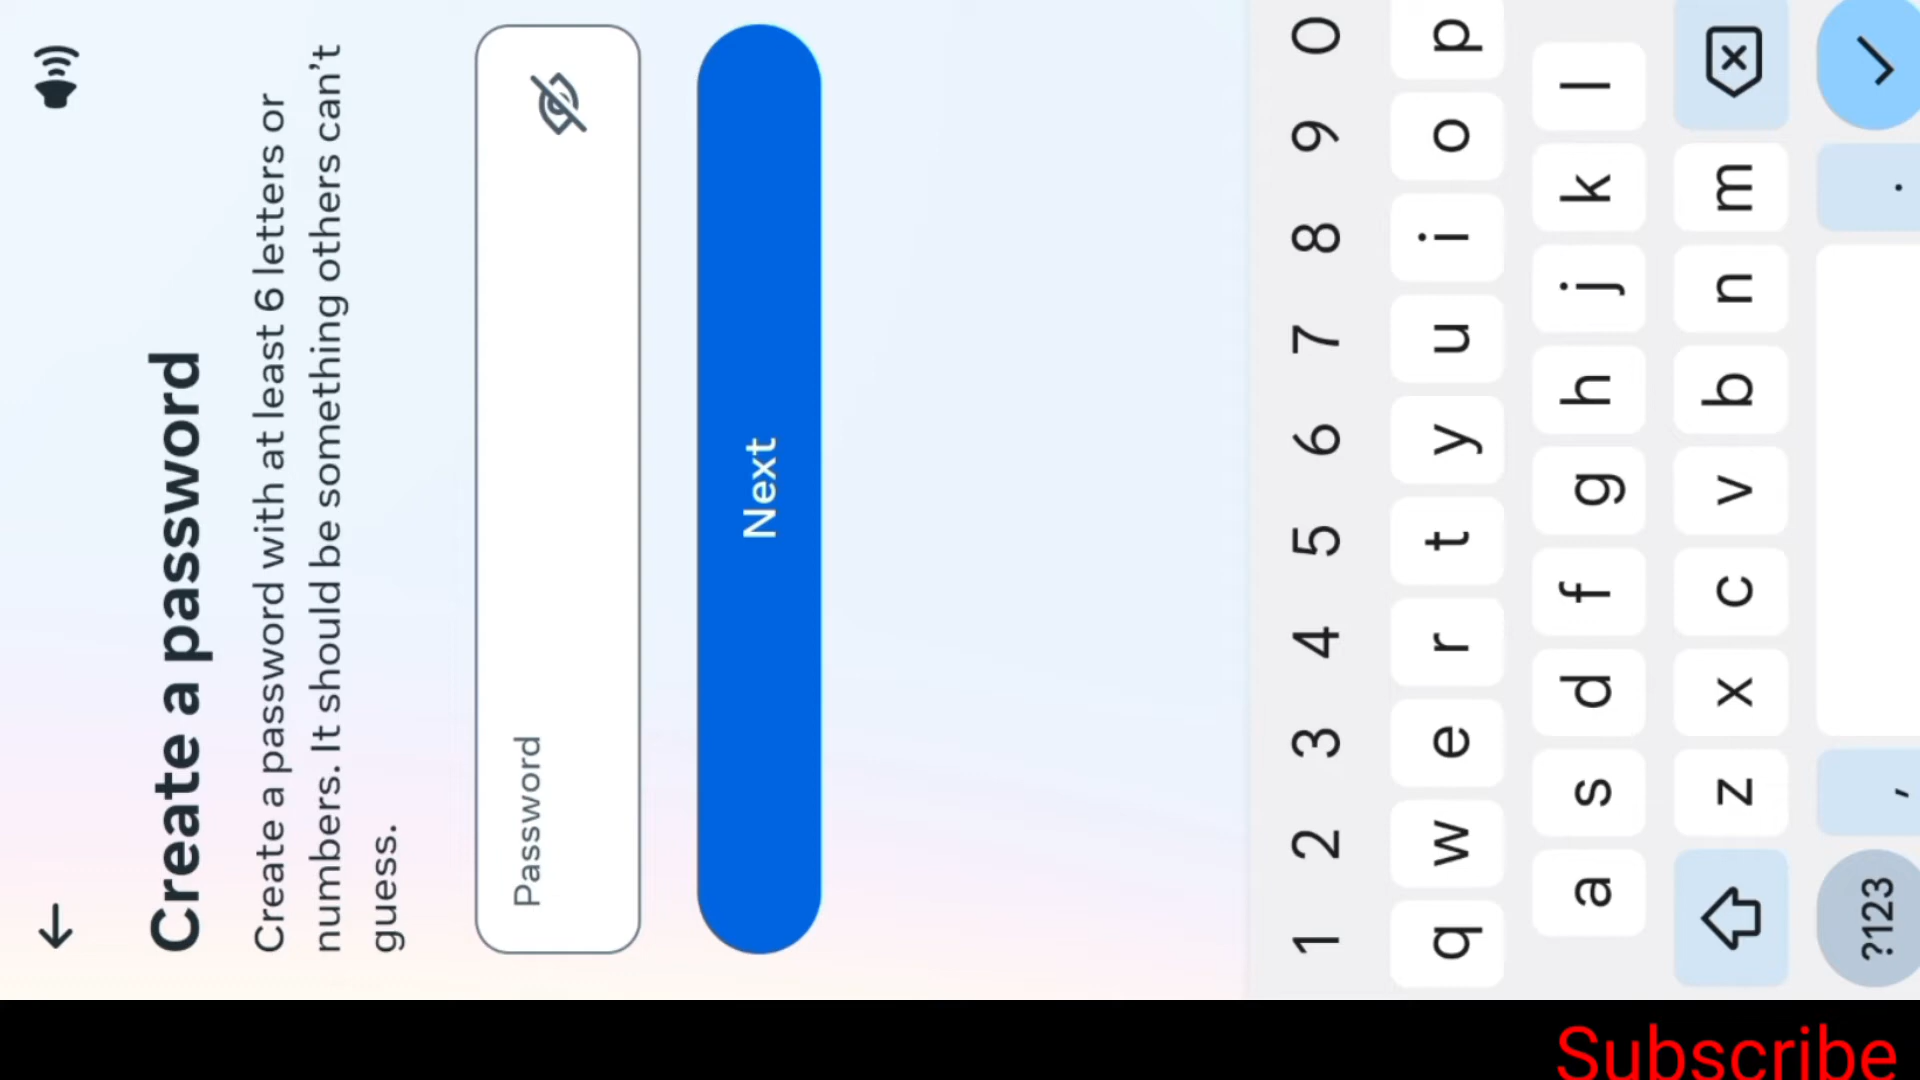 Create a password
Create a password with at least 6 letters or
numbers. It should be something others can't
guess.
Password
Next
1 2 3 4 5 6 7 8 9 0
q w e r t y u i o p
a s d f g h j k l
z x c v b n m
?123 , .
Subscribe